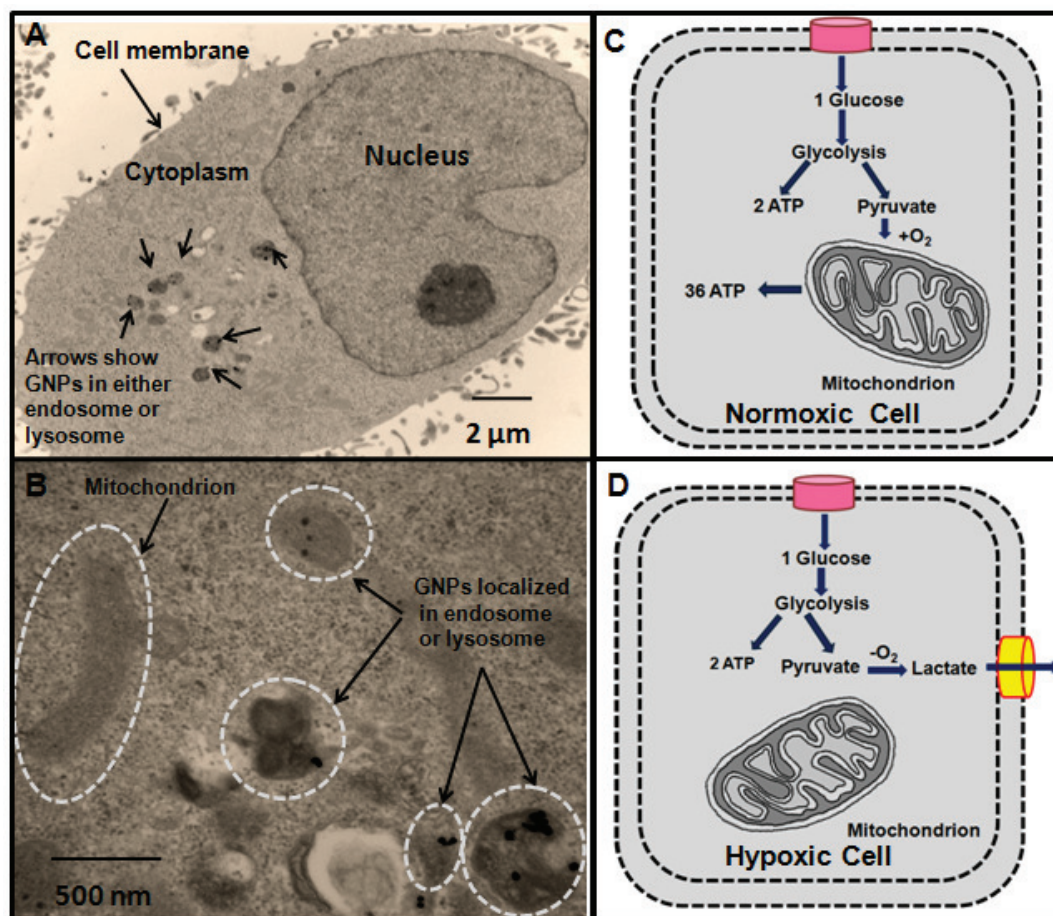 A
Cell membrane
Cytoplasm
Nucleus
Arrows show
GNPs in either
endosome or
lysosome
2 µm
B
Mitochondrion
GNPs localized
in endosome
or lysosome
500 nm
C
1 Glucose
Glycolysis
2 ATP
Pyruvate
+O₂
36 ATP
Mitochondrion
Normoxic Cell
D
1 Glucose
Glycolysis
2 ATP
Pyruvate
-O₂
Lactate
Mitochondrion
Hypoxic Cell